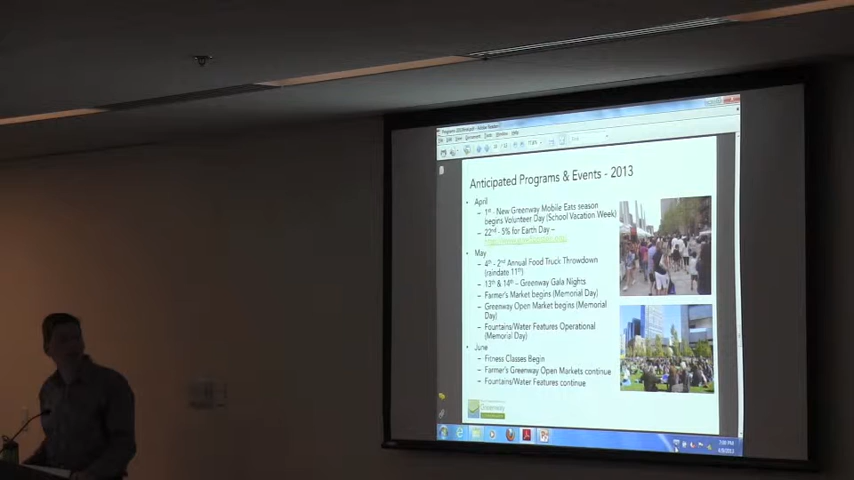 Anticipated Programs & Events - 2013
• April
– 1st - New Greenway Mobile Eats season
begins Volunteer Day (School Vacation Week)
– 22nd - 5% for Earth Day –
• May
– 4th - 2nd Annual Food Truck Throwdown
(raindate 11th)
– 13th & 14th – Greenway Gala Nights
– Farmer's Market begins (Memorial Day)
– Greenway Open Market begins (Memorial
Day)
– Fountains/Water Features Operational
(Memorial Day)
• June
– Fitness Classes Begin
– Farmer's Greenway Open Markets continue
– Fountains/Water Features continue
Greenway